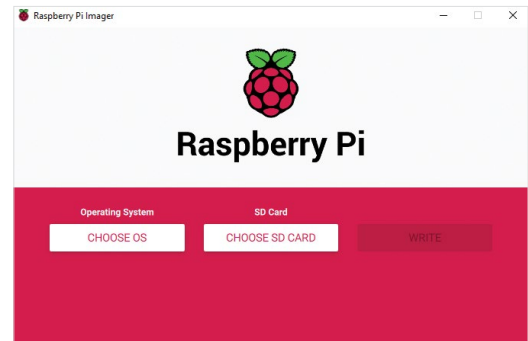 Raspberry Pi Imager
Raspberry Pi
Operating System
SD Card
CHOOSE OS
CHOOSE SD CARD
WRITE